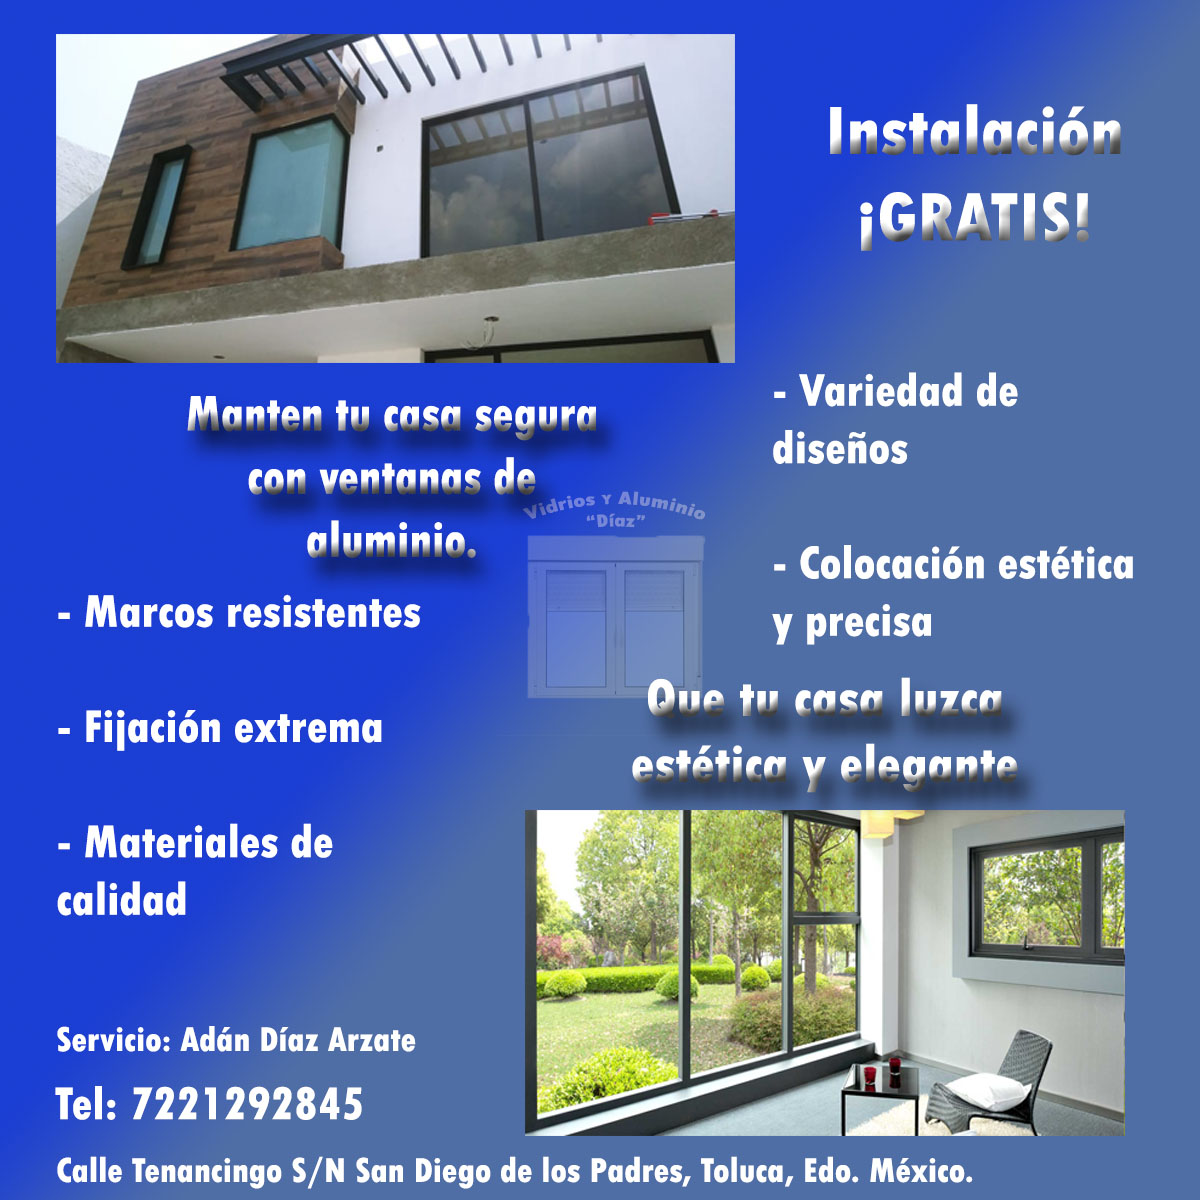 Instalación
¡GRATIS!
Manten tu casa segura
con ventanas de
aluminio.
- Marcos resistentes
- Fijación extrema
- Materiales de
calidad
- Variedad de
diseños
- Colocación estética
y precisa
Vidrios Y Aluminio
“Díaz”
Que tu casa luzca
estética y elegante
Servicio: Adán Díaz Arzate
Tel: 7221292845
Calle Tenancingo S/N San Diego de los Padres, Toluca, Edo. México.